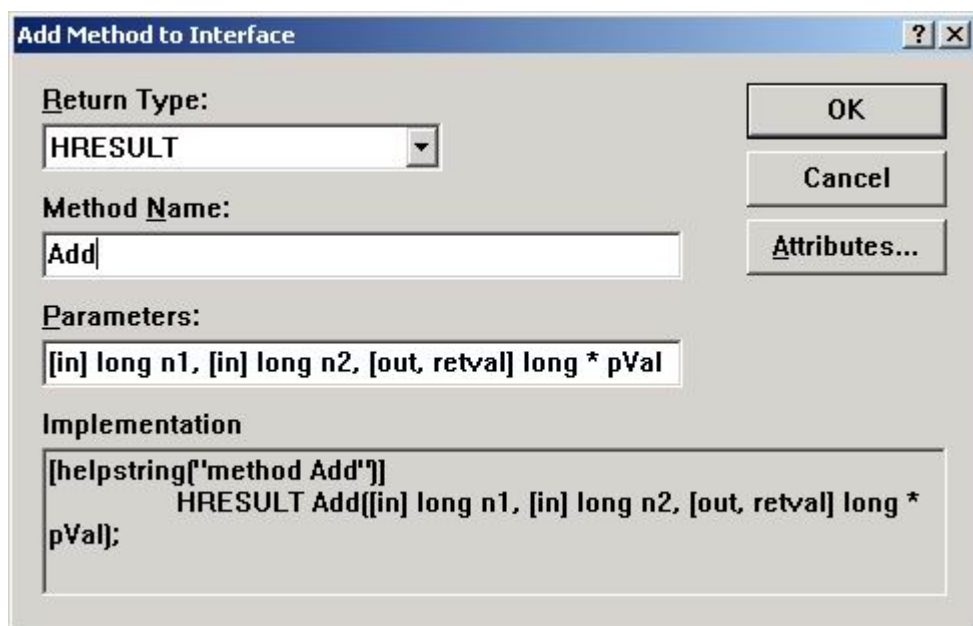 Add Method to Interface
Return Type:
HRESULT
OK
Cancel
Method Name:
Add
Attributes...
Parameters:
[in] long n1, [in] long n2, [out, retval] long * pVal
Implementation
[helpstring("method Add")]
HRESULT Add([in] long n1, [in] long n2, [out, retval] long *
pVal);